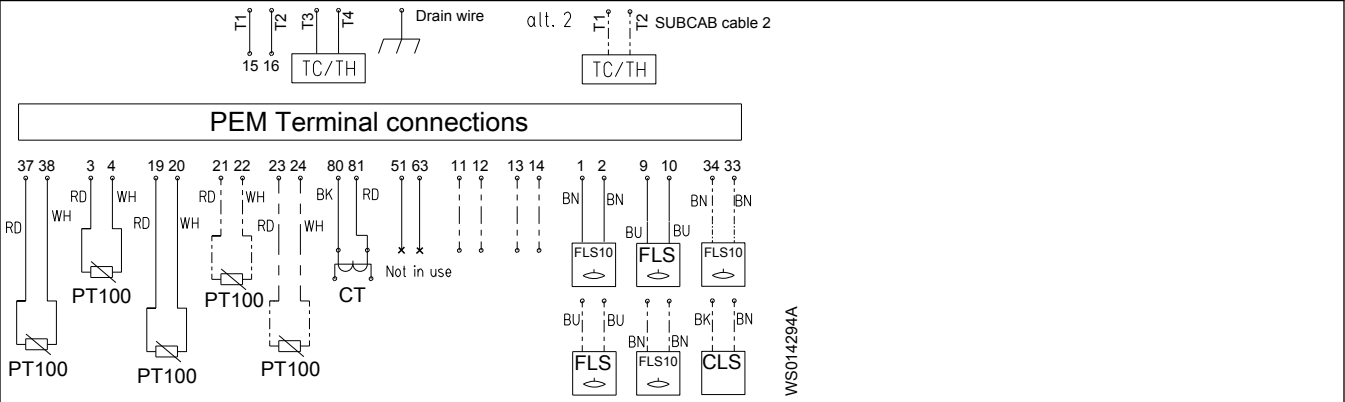 T1 T2 T3 T4 Drain wire alt. 2 T1 T2 SUBCAB cable 2
15 16 TC/TH TC/TH
PEM Terminal connections
37 38 3 4 19 20 21 22 23 24 80 81 51 63 11 12 13 14 1 2 9 10 34 33
RD WH RD WH RD WH RD WH RD WH BK RD BN BN BU BU BN BN
FLS10 FLS FLS10
Not in use
PT100 PT100 CT
BU BU BN BN BK BN
PT100 PT100 PT100 FLS FLS10 CLS
WS014294A